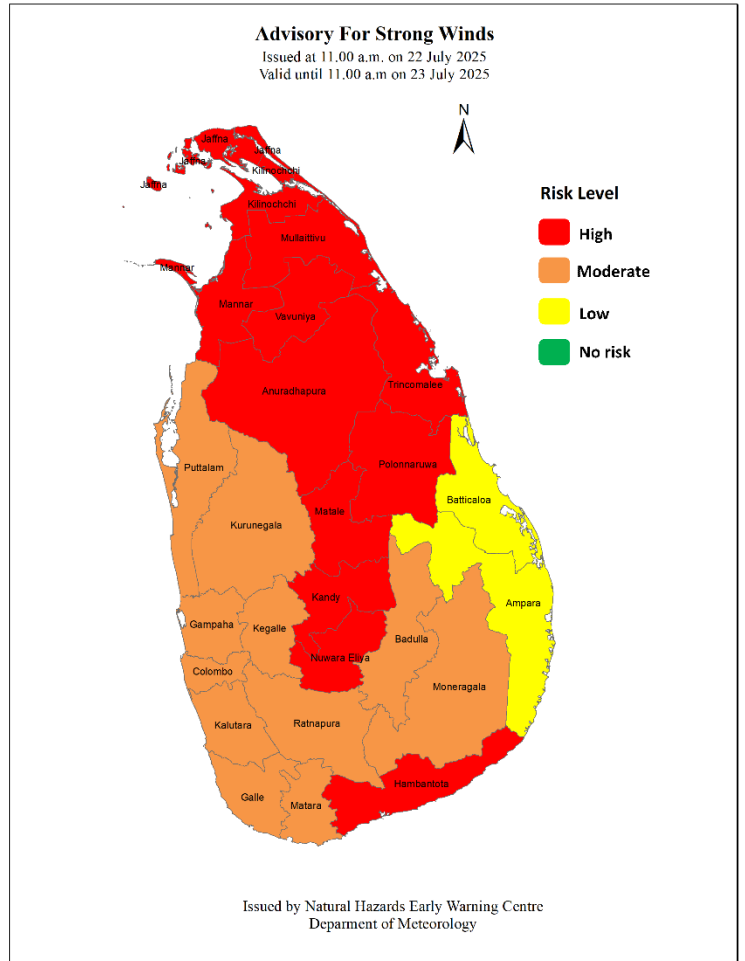 Advisory For Strong Winds
Issued at 11.00 a.m. on 22 July 2025
Valid until 11.00 a.m on 23 July 2025
N
Jaffna
Jaffna
Jaffna
Kilinochchi
Jaffna
Kilinochchi
Mullaittivu
Mannar
Mannar
Vavuniya
Anuradhapura
Trincomalee
Puttalam
Polonnaruwa
Batticaloa
Matale
Kurunegala
Kandy
Ampara
Gampaha
Kegalle
Badulla
Nuwara Eliya
Colombo
Moneragala
Kalutara
Ratnapura
Hambantota
Galle
Matara
Risk Level
High
Moderate
Low
No risk
Issued by Natural Hazards Early Warning Centre
Deparment of Meteorology